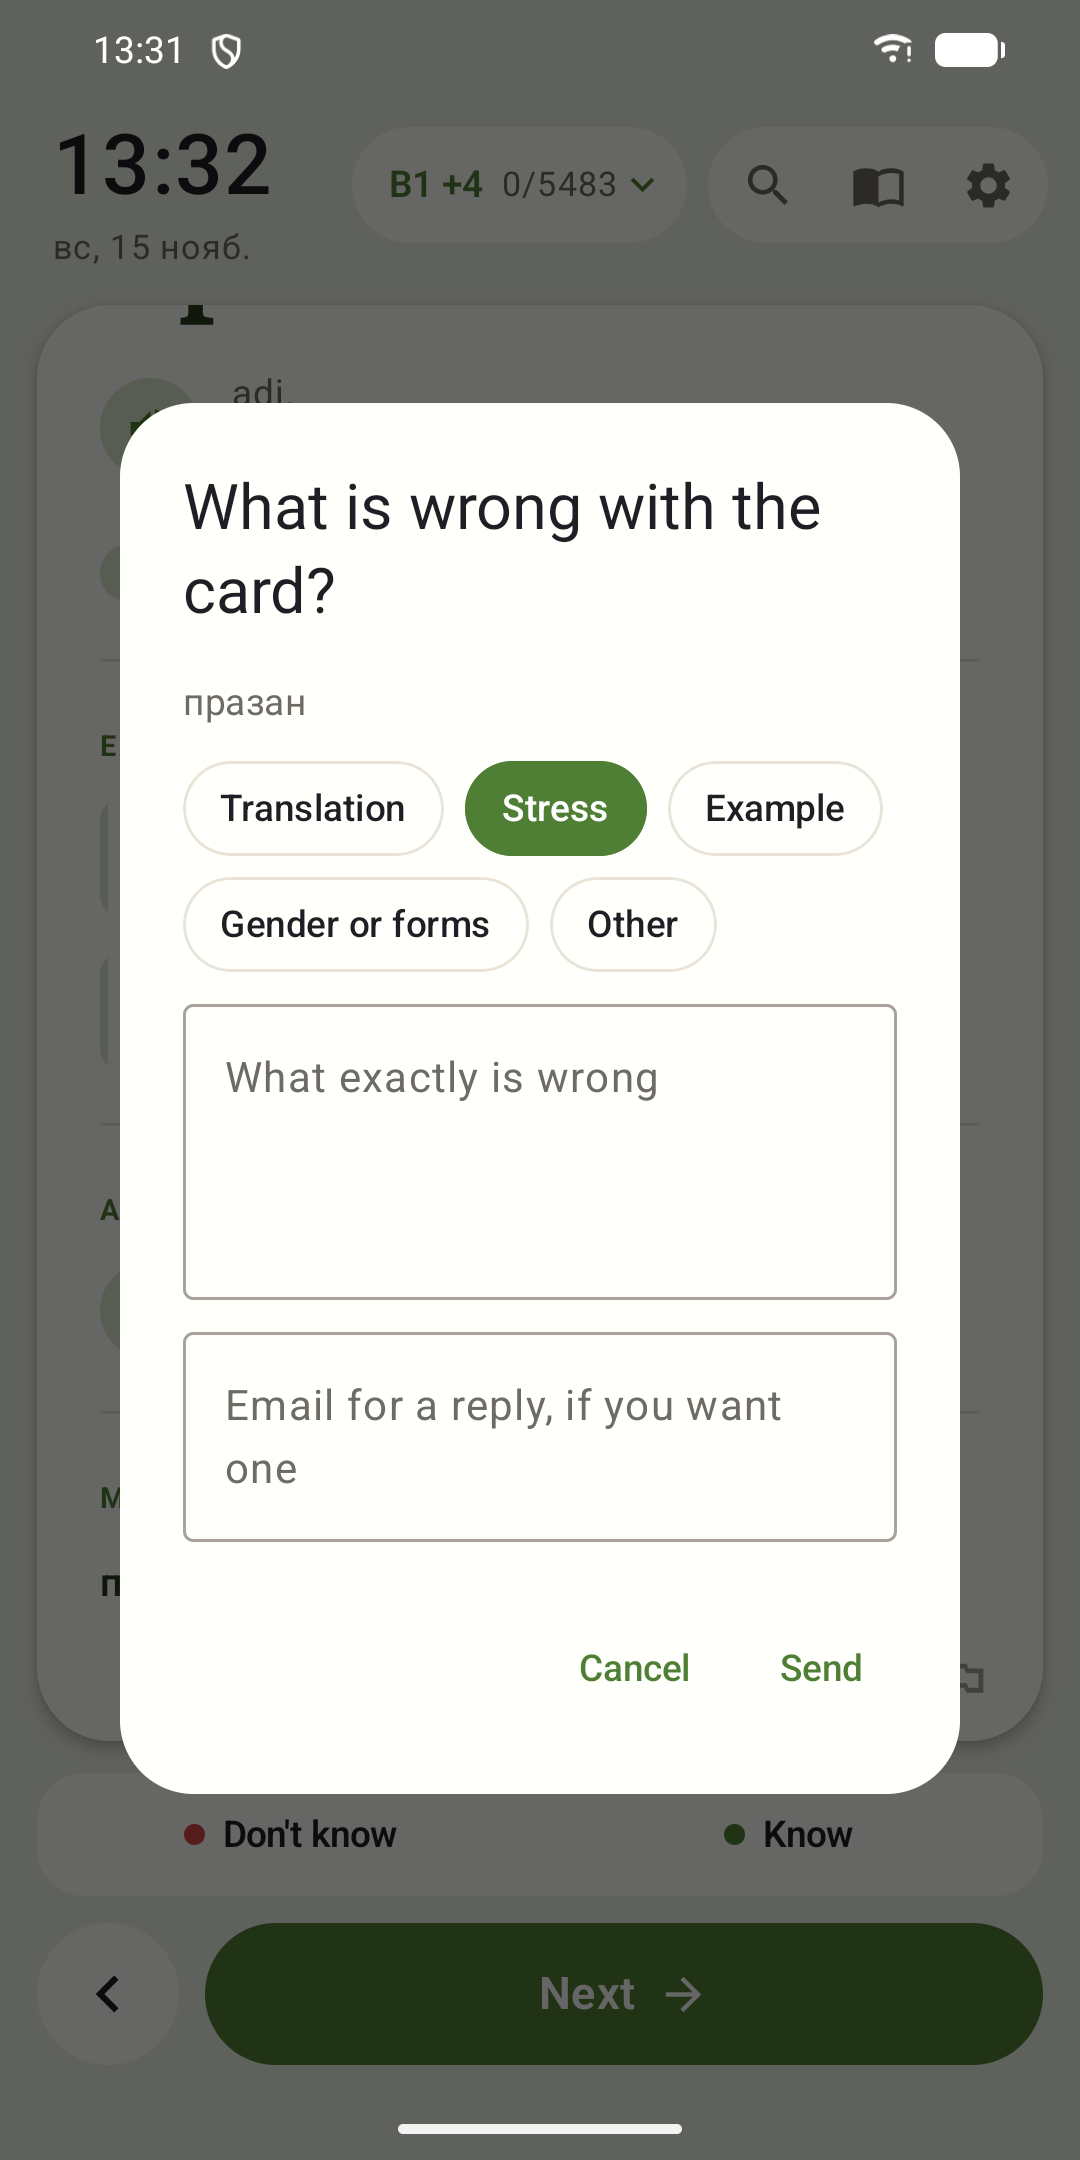 13:31
13:32
B1 +4 0/5483
вс, 15 нояб.
adj.
What is wrong with the
card?
празан
E
Translation
Stress
Example
Gender or forms
Other
What exactly is wrong
A
Email for a reply, if you want
one
M
п
Cancel
Send
Don't know
Know
Next